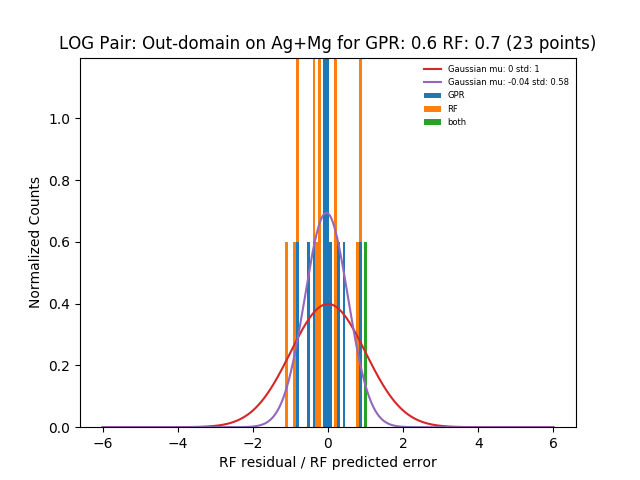 LOG Pair: Out-domain on Ag+Mg for GPR: 0.6 RF: 0.7 (23 points)
Gaussian mu: 0 std: 1
Gaussian mu: -0.04 std: 0.58
GPR
RF
both
Normalized Counts
1.0
0.8
0.6
0.4
0.2
0.0
−6 −4 −2 0 2 4 6
RF residual / RF predicted error